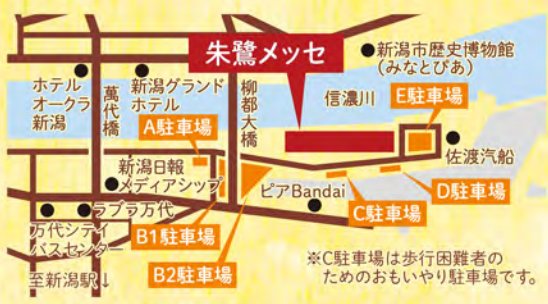 朱鷺メッセ
新潟市歴史博物館
(みなとぴあ)
ホテル
オークラ
新潟
萬代橋
新潟グランド
ホテル
柳都大橋
信濃川
E駐車場
A駐車場
佐渡汽船
新潟日報
メディアシップ
ピアBandai
D駐車場
C駐車場
ラブラ万代
B1駐車場
万代シテイ
バスセンター
B2駐車場
至新潟駅↓
※C駐車場は歩行困難者の
ためのおもいやり駐車場です。